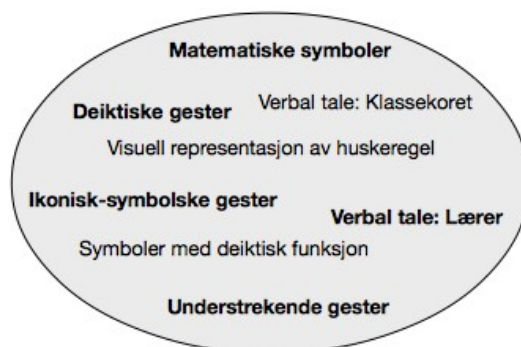 Matematiske symboler
Deiktiske gester
Verbal tale: Klassekoret
Visuell representasjon av huskeregel
Ikonisk-symbolske gester
Verbal tale: Lærer
Symboler med deiktisk funksjon
Understrekende gester